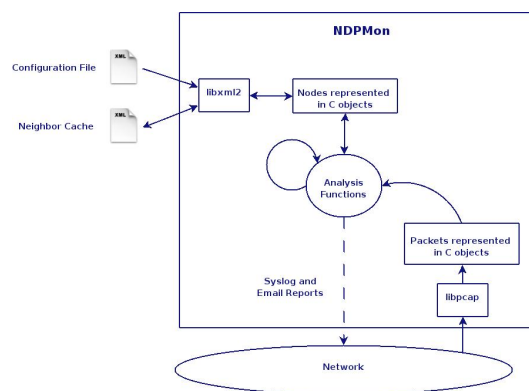 NDPMon
XML
Configuration File
libxml2
Nodes represented
in C objects
XML
Neighbor Cache
Analysis
Functions
Packets represented
in C objects
Syslog and
Email Reports
libpcap
Network